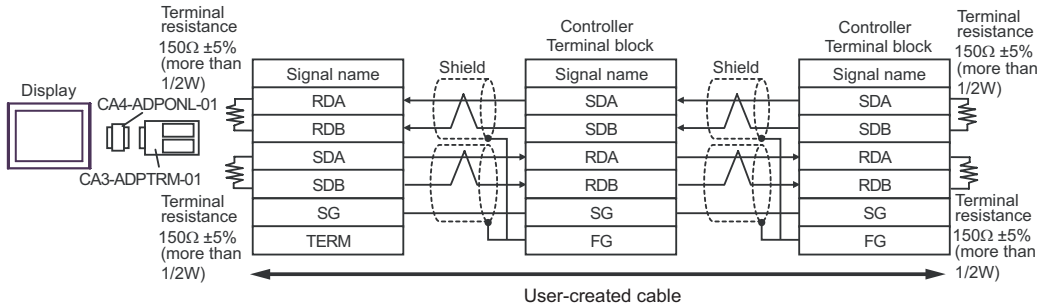 Terminal
resistance
150Ω ±5%
(more than
1/2W)
Controller
Terminal block
Controller
Terminal block
Terminal
resistance
150Ω ±5%
(more than
1/2W)
Display
CA4-ADPONL-01
CA3-ADPTRM-01
Signal name
RDA
RDB
SDA
SDB
SG
TERM
Shield
Signal name
SDA
SDB
RDA
RDB
SG
FG
Shield
Signal name
SDA
SDB
RDA
RDB
SG
FG
Terminal
resistance
150Ω ±5%
(more than
1/2W)
Terminal
resistance
150Ω ±5%
(more than
1/2W)
User-created cable